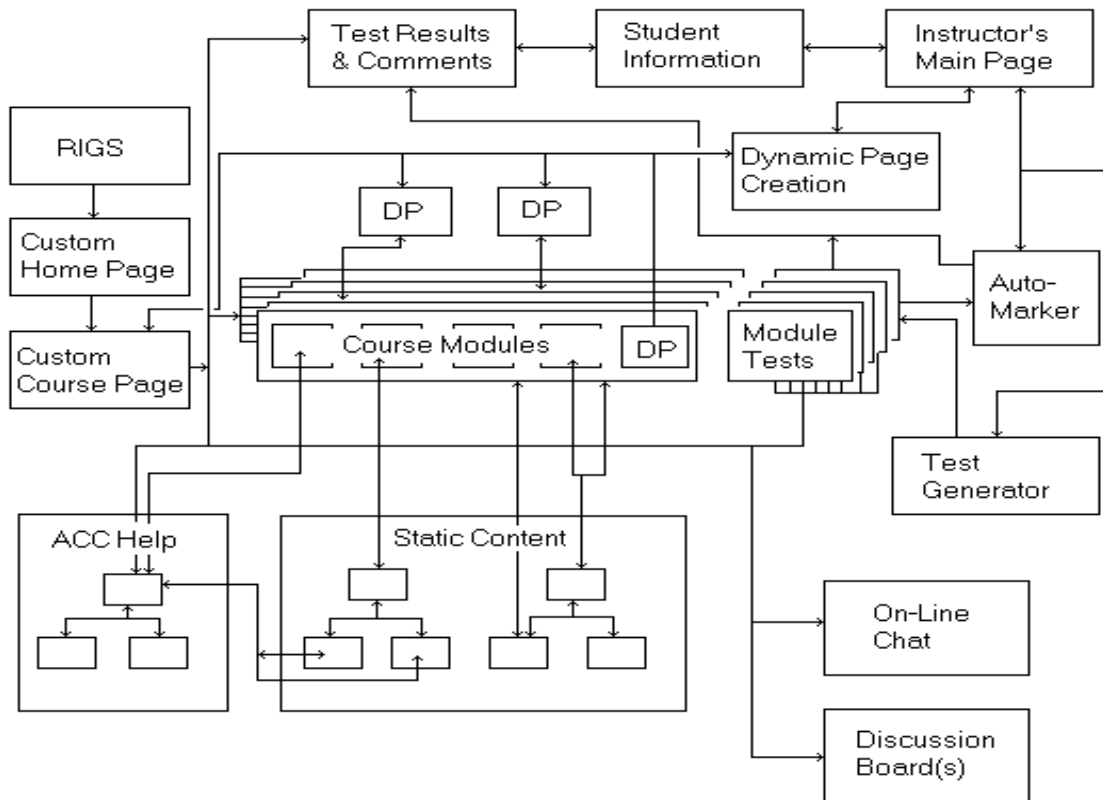 Test Results
& Comments
Student
Information
Instructor's
Main Page
RIGS
Dynamic Page
Creation
DP
DP
Custom
Home Page
Auto-
Marker
Custom
Course Page
Course Modules
DP
Module
Tests
Test
Generator
ACC Help
Static Content
On-Line
Chat
Discussion
Board(s)